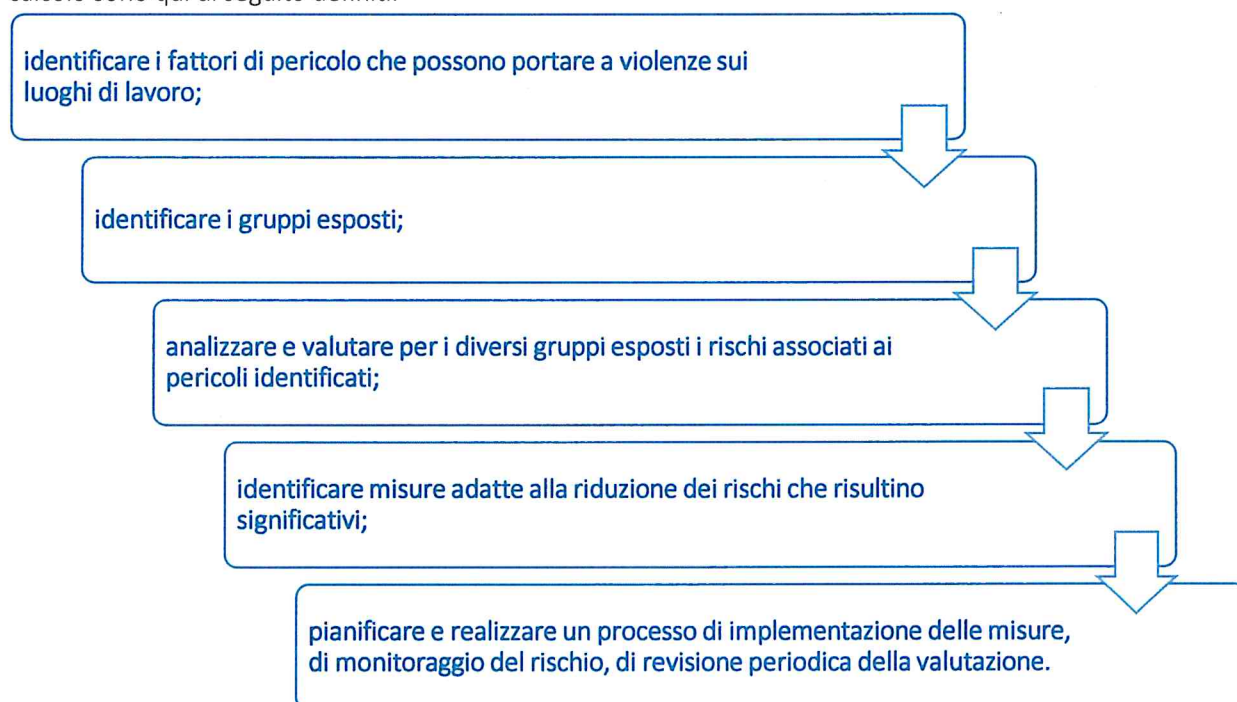 identificare i fattori di pericolo che possono portare a violenze sui
luoghi di lavoro;
identificare i gruppi esposti;
analizzare e valutare per i diversi gruppi esposti i rischi associati ai
pericoli identificati;
identificare misure adatte alla riduzione dei rischi che risultino
significativi;
pianificare e realizzare un processo di implementazione delle misure,
di monitoraggio del rischio, di revisione periodica della valutazione.